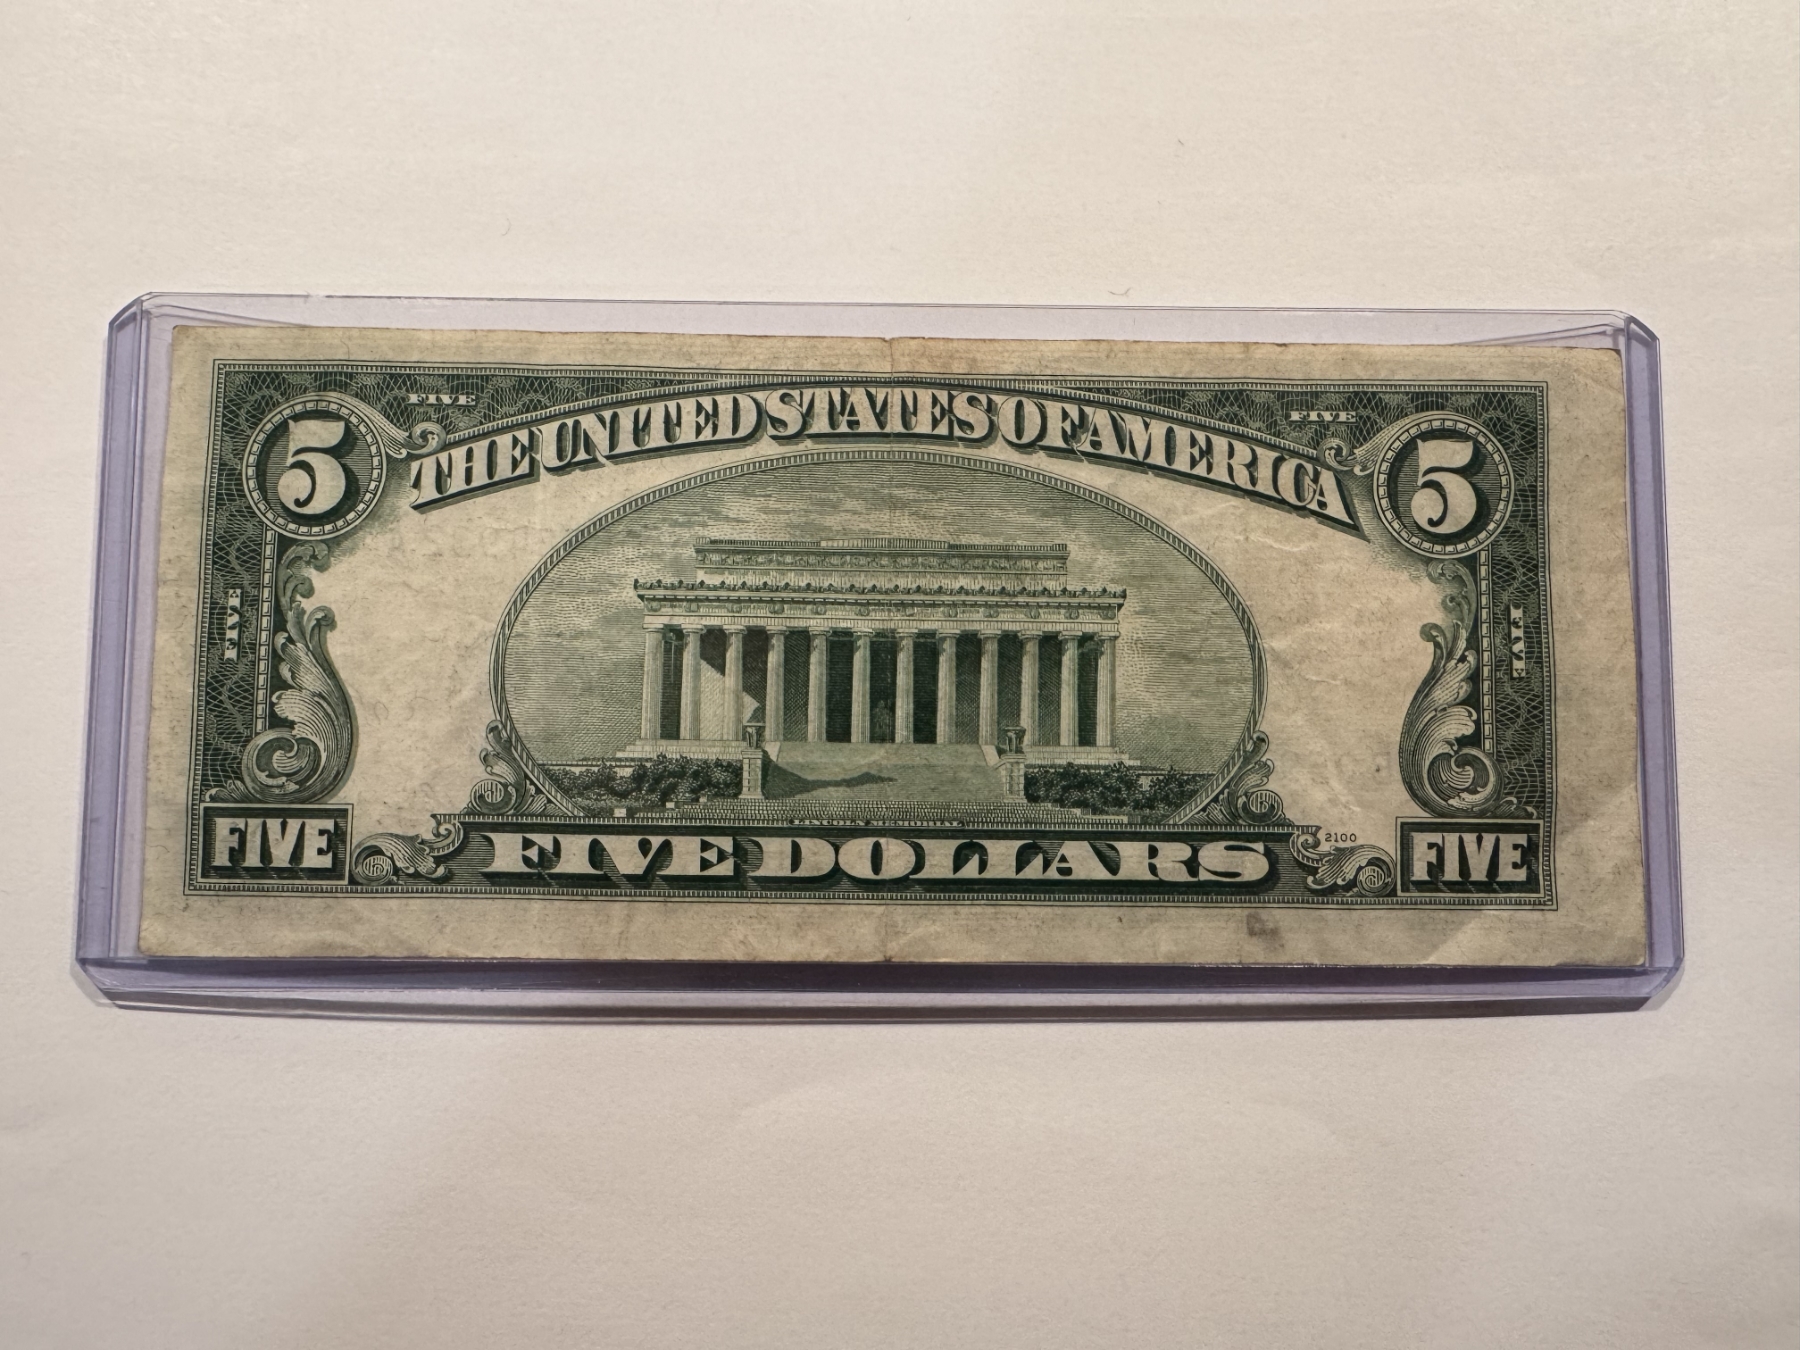 FIVE
FIVE
5
THE UNITED STATES OF AMERICA
5
FIVE
FIVE
LINCOLN MEMORIAL
2100
FIVE
FIVE DOLLARS
FIVE